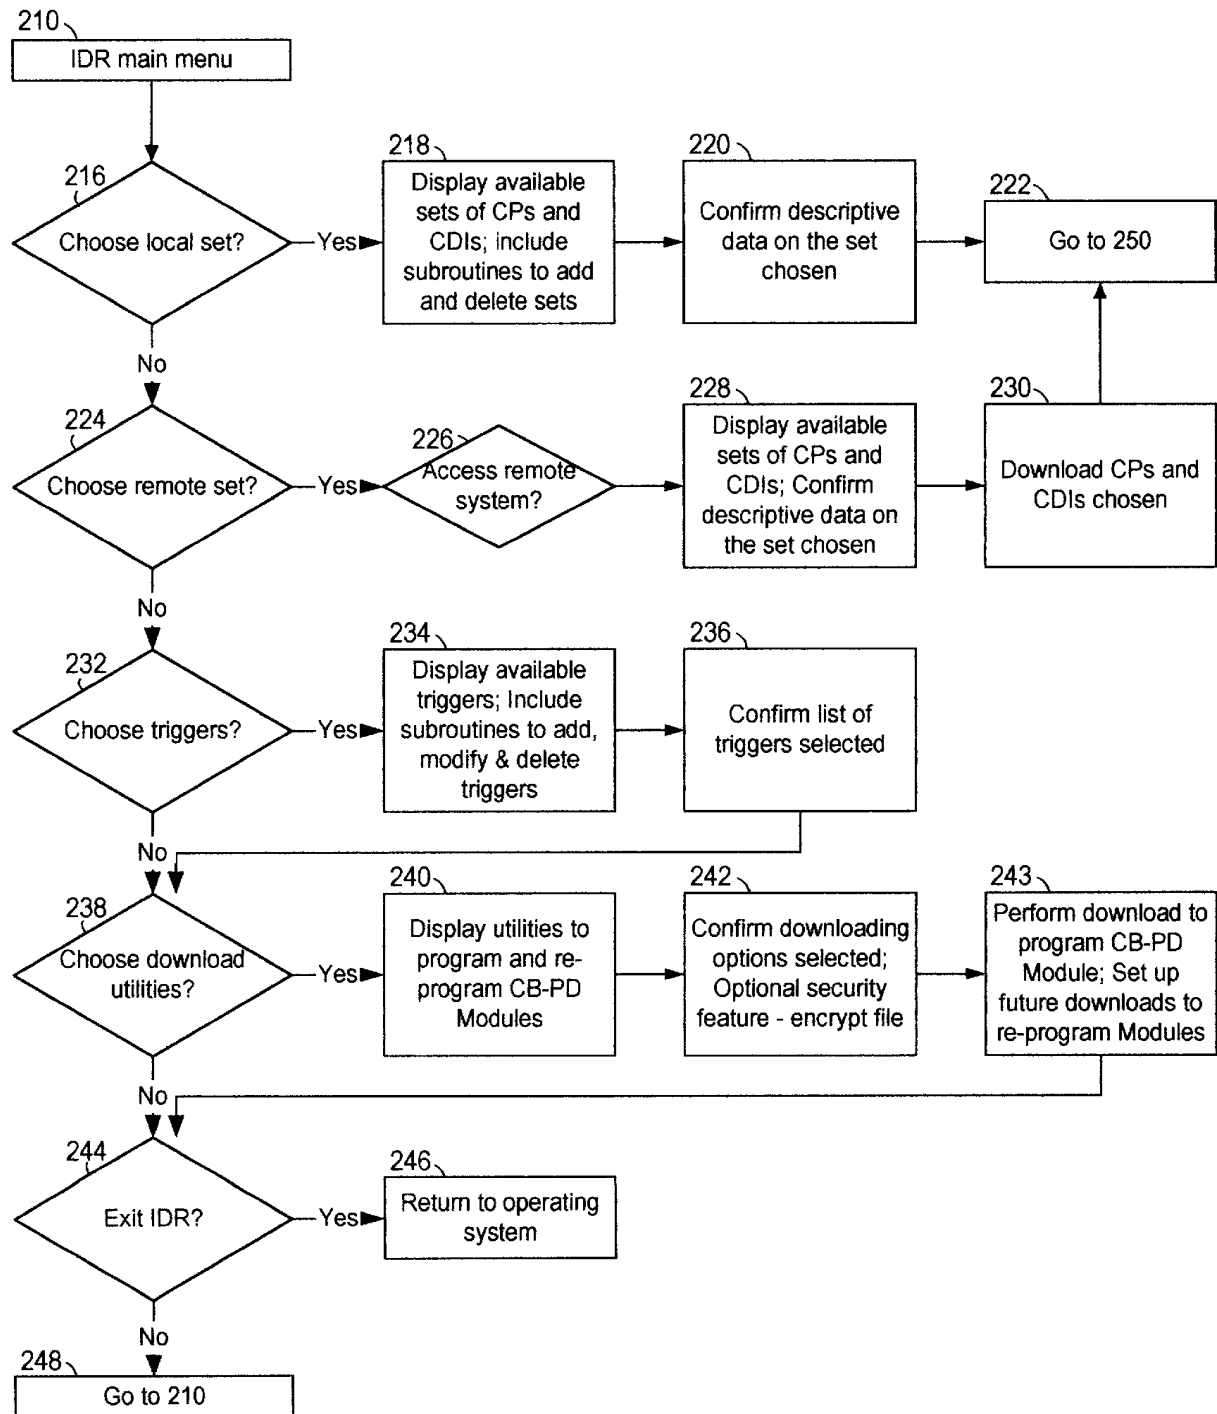 210
IDR main menu
216
Choose local set?
Yes
218
Display available
sets of CPs and
CDIs; include
subroutines to add
and delete sets
220
Confirm descriptive
data on the set
chosen
222
Go to 250
No
224
Choose remote set?
Yes
226
Access remote
system?
228
Display available
sets of CPs and
CDIs; Confirm
descriptive data on
the set chosen
230
Download CPs and
CDIs chosen
No
232
Choose triggers?
Yes
234
Display available
triggers; Include
subroutines to add,
modify & delete
triggers
236
Confirm list of
triggers selected
No
238
Choose download
utilities?
Yes
240
Display utilities to
program and re-
program CB-PD
Modules
242
Confirm downloading
options selected;
Optional security
feature - encrypt file
243
Perform download to
program CB-PD
Module; Set up
future downloads to
re-program Modules
No
244
Exit IDR?
Yes
246
Return to operating
system
No
248
Go to 210